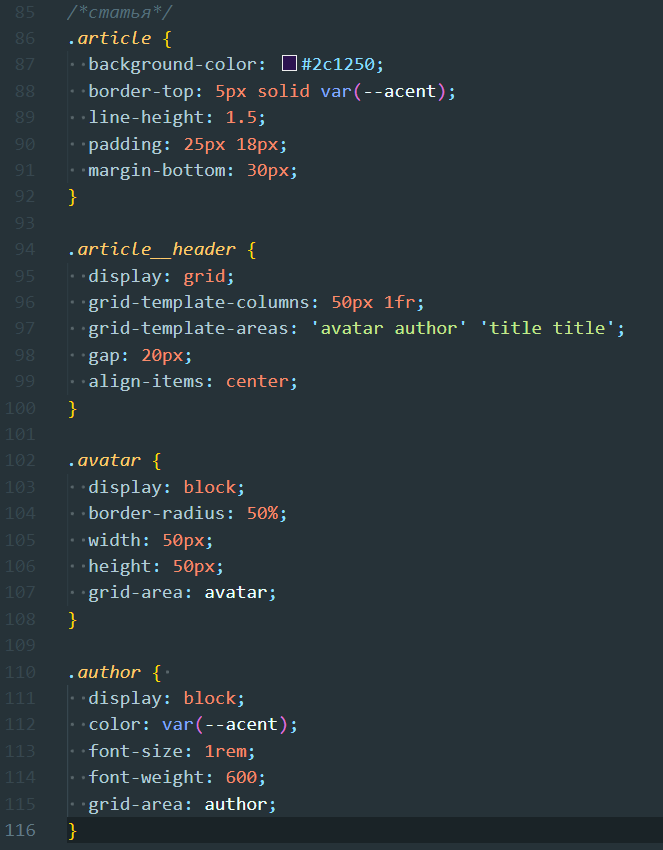 85 /*статья*/
86 .article {
87 background-color: #2c1250;
88 border-top: 5px solid var(--acent);
89 line-height: 1.5;
90 padding: 25px 18px;
91 margin-bottom: 30px;
92 }
93
94 .article__header {
95 display: grid;
96 grid-template-columns: 50px 1fr;
97 grid-template-areas: 'avatar author' 'title title';
98 gap: 20px;
99 align-items: center;
100 }
101
102 .avatar {
103 display: block;
104 border-radius: 50%;
105 width: 50px;
106 height: 50px;
107 grid-area: avatar;
108 }
109
110 .author {
111 display: block;
112 color: var(--acent);
113 font-size: 1rem;
114 font-weight: 600;
115 grid-area: author;
116 }